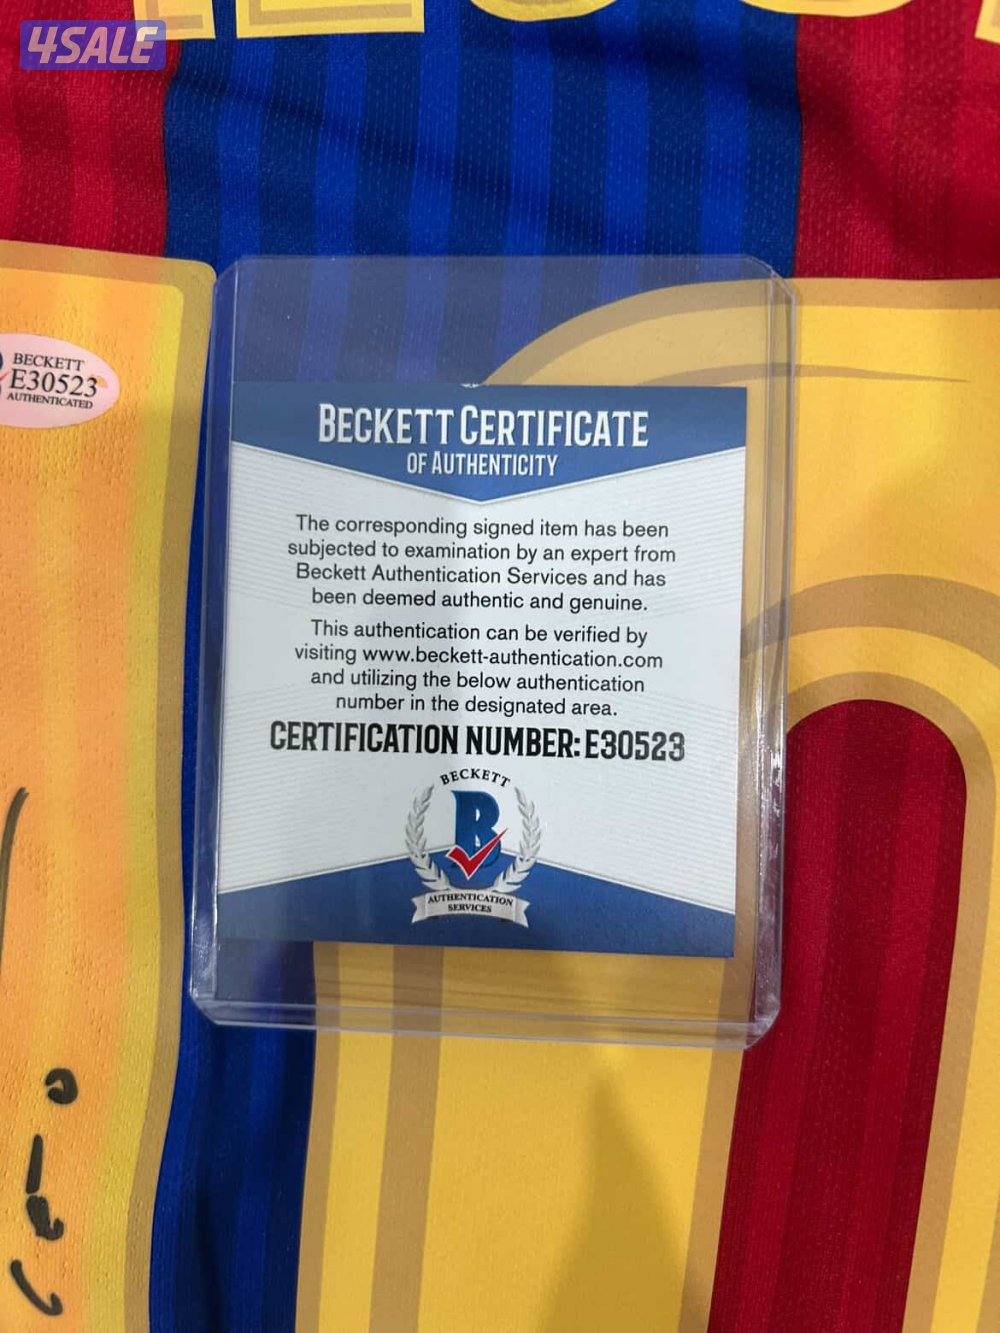 4SALE
BECKETT
E30523
AUTHENTICATED
BECKETT CERTIFICATE
OF AUTHENTICITY
The corresponding signed item has been
subjected to examination by an expert from
Beckett Authentication Services and has
been deemed authentic and genuine.
This authentication can be verified by
visiting www.beckett-authentication.com
and utilizing the below authentication
number in the designated area.
CERTIFICATION NUMBER: E30523
BECKETT
B
AUTHENTICATION
SERVICES